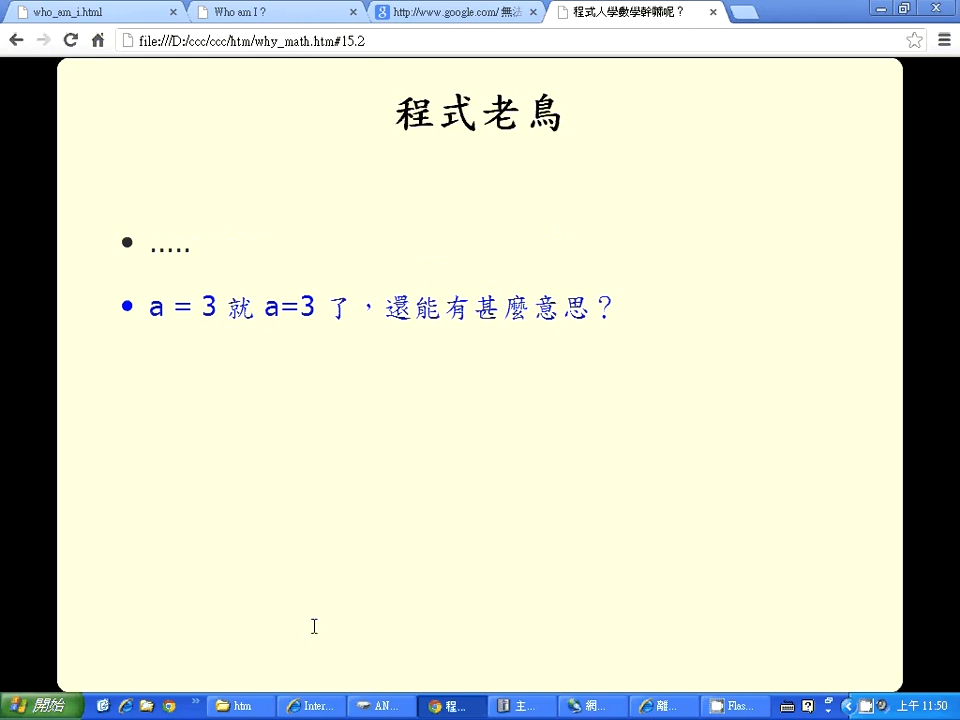 who_am_i.html
Who am I ?
http://www.google.com/ 無法
程式人學數學幹嘛呢？
file:///D:/ccc/ccc/htm/why_math.htm#15.2
程式老鳥
.....
a = 3 就 a=3 了，還能有甚麼意思？
開始
htm
Inter...
AN...
程...
主...
網...
離...
Flas...
上午 11:50